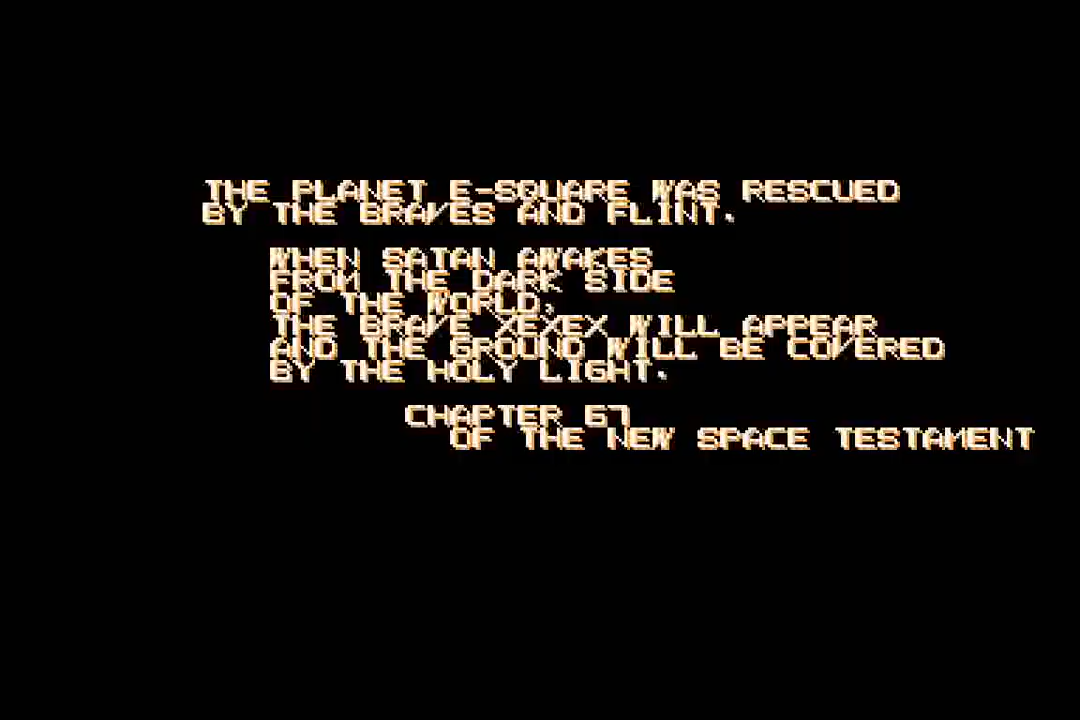 THE PLANET E-SQUARE WAS RESCUED
BY THE BRAVES AND FLINT.
WHEN SATAN AWAKES
FROM THE DARK SIDE
OF THE WORLD,
THE BRAVE XEXEX WILL APPEAR
AND THE GROUND WILL BE COVERED
BY THE HOLY LIGHT.
CHAPTER 67
OF THE NEW SPACE TESTAMENT